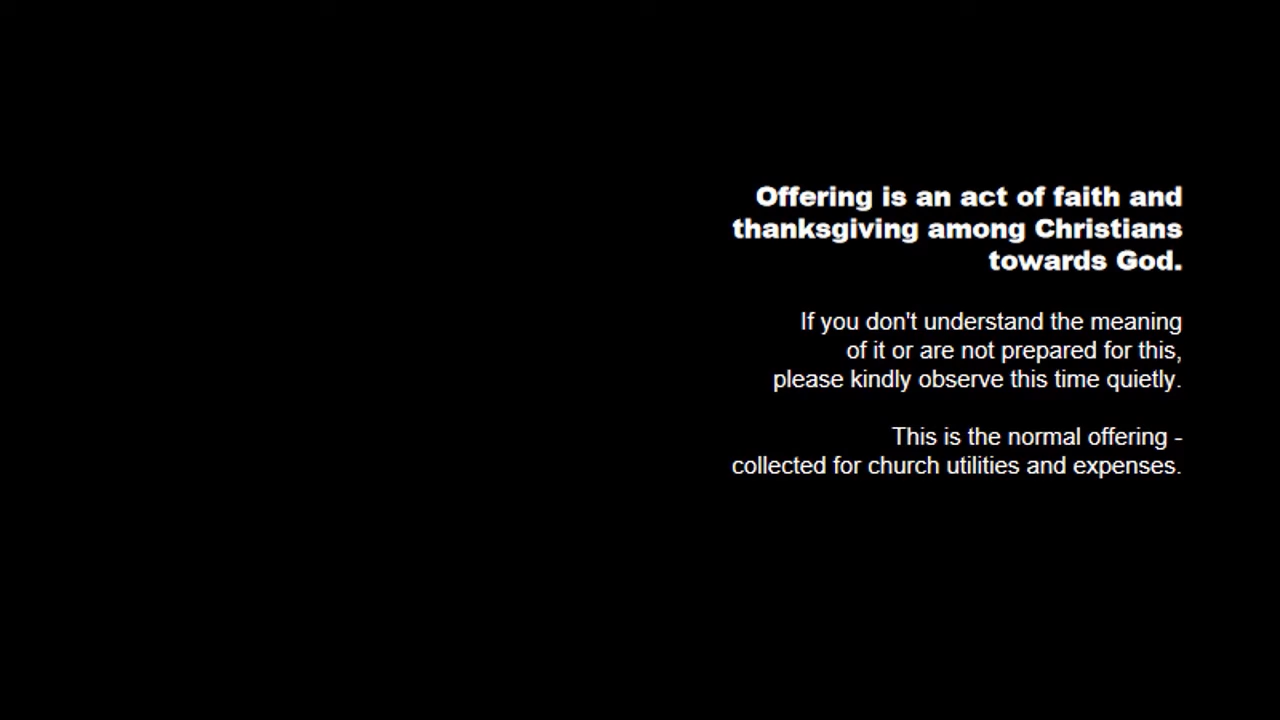 Offering is an act of faith and
thanksgiving among Christians
towards God.
If you don't understand the meaning
of it or are not prepared for this,
please kindly observe this time quietly.
This is the normal offering -
collected for church utilities and expenses.